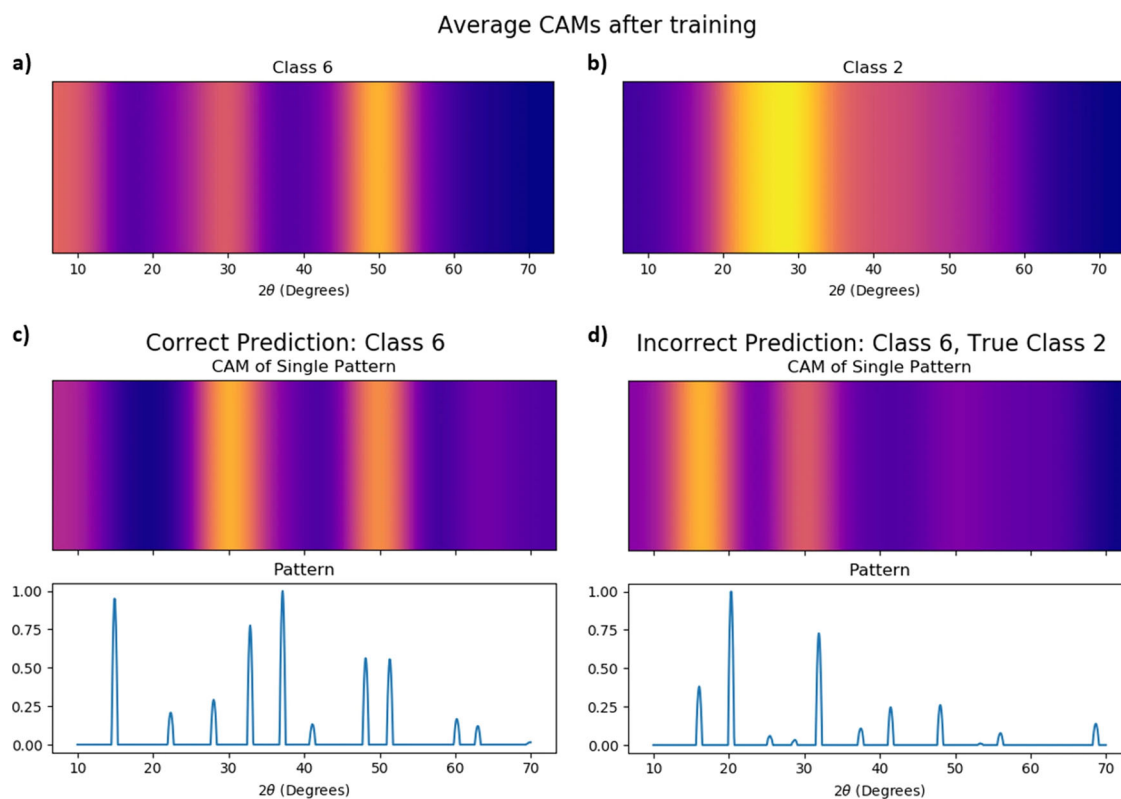 Average CAMs after training
a)
Class 6
10 20 30 40 50 60 70
2θ (Degrees)
b)
Class 2
10 20 30 40 50 60 70
2θ (Degrees)
c)
Correct Prediction: Class 6
CAM of Single Pattern
Pattern
1.00
0.75
0.50
0.25
0.00
10 20 30 40 50 60 70
2θ (Degrees)
d)
Incorrect Prediction: Class 6, True Class 2
CAM of Single Pattern
Pattern
1.00
0.75
0.50
0.25
0.00
10 20 30 40 50 60 70
2θ (Degrees)